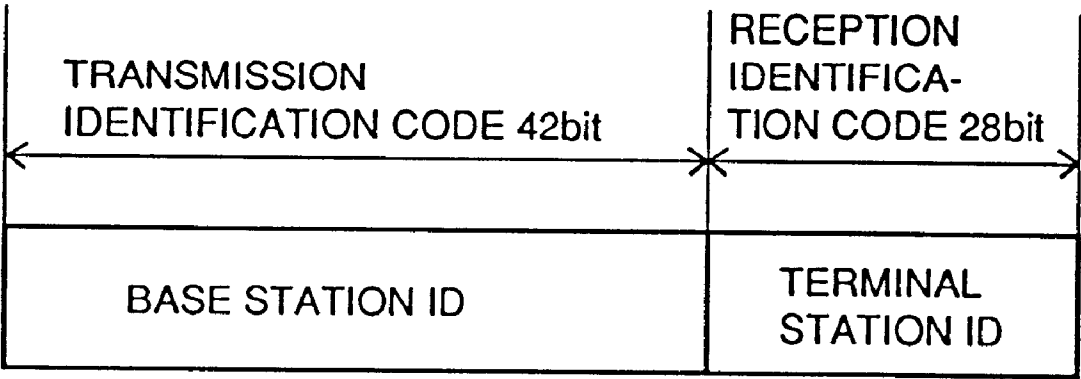 TRANSMISSION
IDENTIFICATION CODE 42bit
RECEPTION
IDENTIFICA-
TION CODE 28bit
BASE STATION ID
TERMINAL
STATION ID